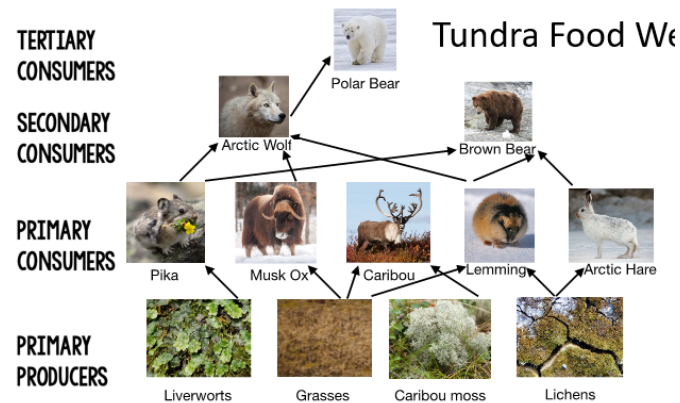 Tundra Food We
TERTIARY
CONSUMERS
Polar Bear
SECONDARY
CONSUMERS
Arctic Wolf
Brown Bear
PRIMARY
CONSUMERS
Pika
Musk Ox
Caribou
Lemming
Arctic Hare
PRIMARY
PRODUCERS
Liverworts
Grasses
Caribou moss
Lichens